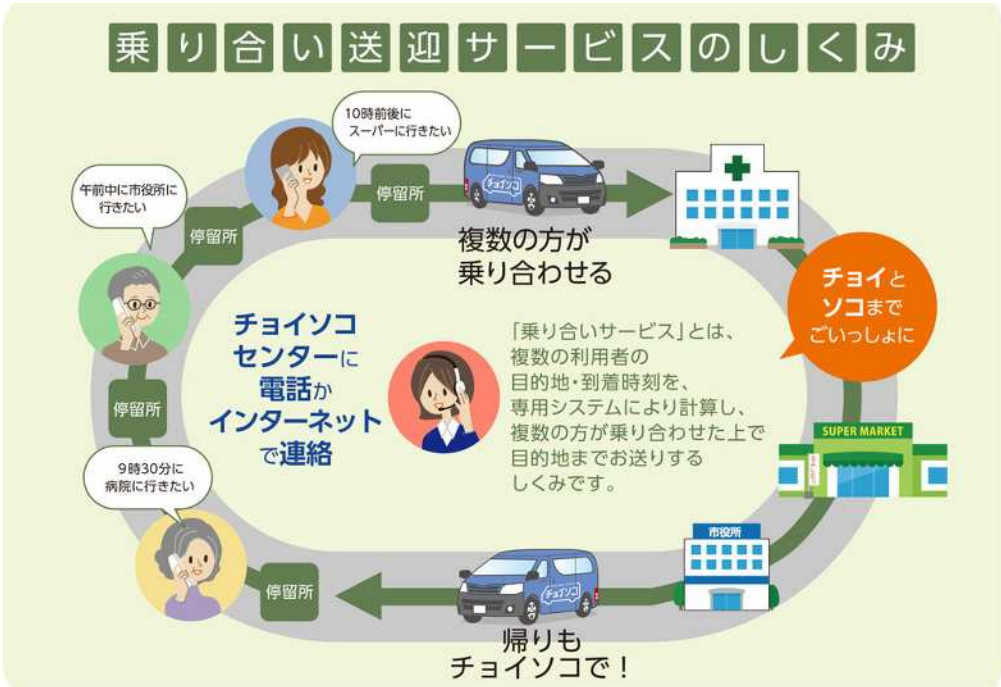 乗り合い送迎サービスのしくみ
10時前後に
スーパーに行きたい
午前中に市役所に
行きたい
停留所
停留所
チョイソコ
複数の方が
乗り合わせる
チョイと
ソコまで
ごいっしょに
チョイソコ
センターに
電話か
インターネット
で連絡
「乗り合いサービス」とは、
複数の利用者の
目的地・到着時刻を、
専用システムにより計算し、
複数の方が乗り合わせた上で
目的地までお送りする
しくみです。
停留所
SUPER MARKET
9時30分に
病院に行きたい
市役所
停留所
チョイソコ
帰りも
チョイソコで！